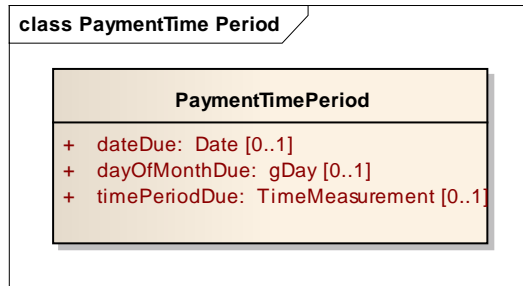 class PaymentTime Period
PaymentTimePeriod
+ dateDue: Date [0..1]
+ dayOfMonthDue: gDay [0..1]
+ timePeriodDue: TimeMeasurement [0..1]